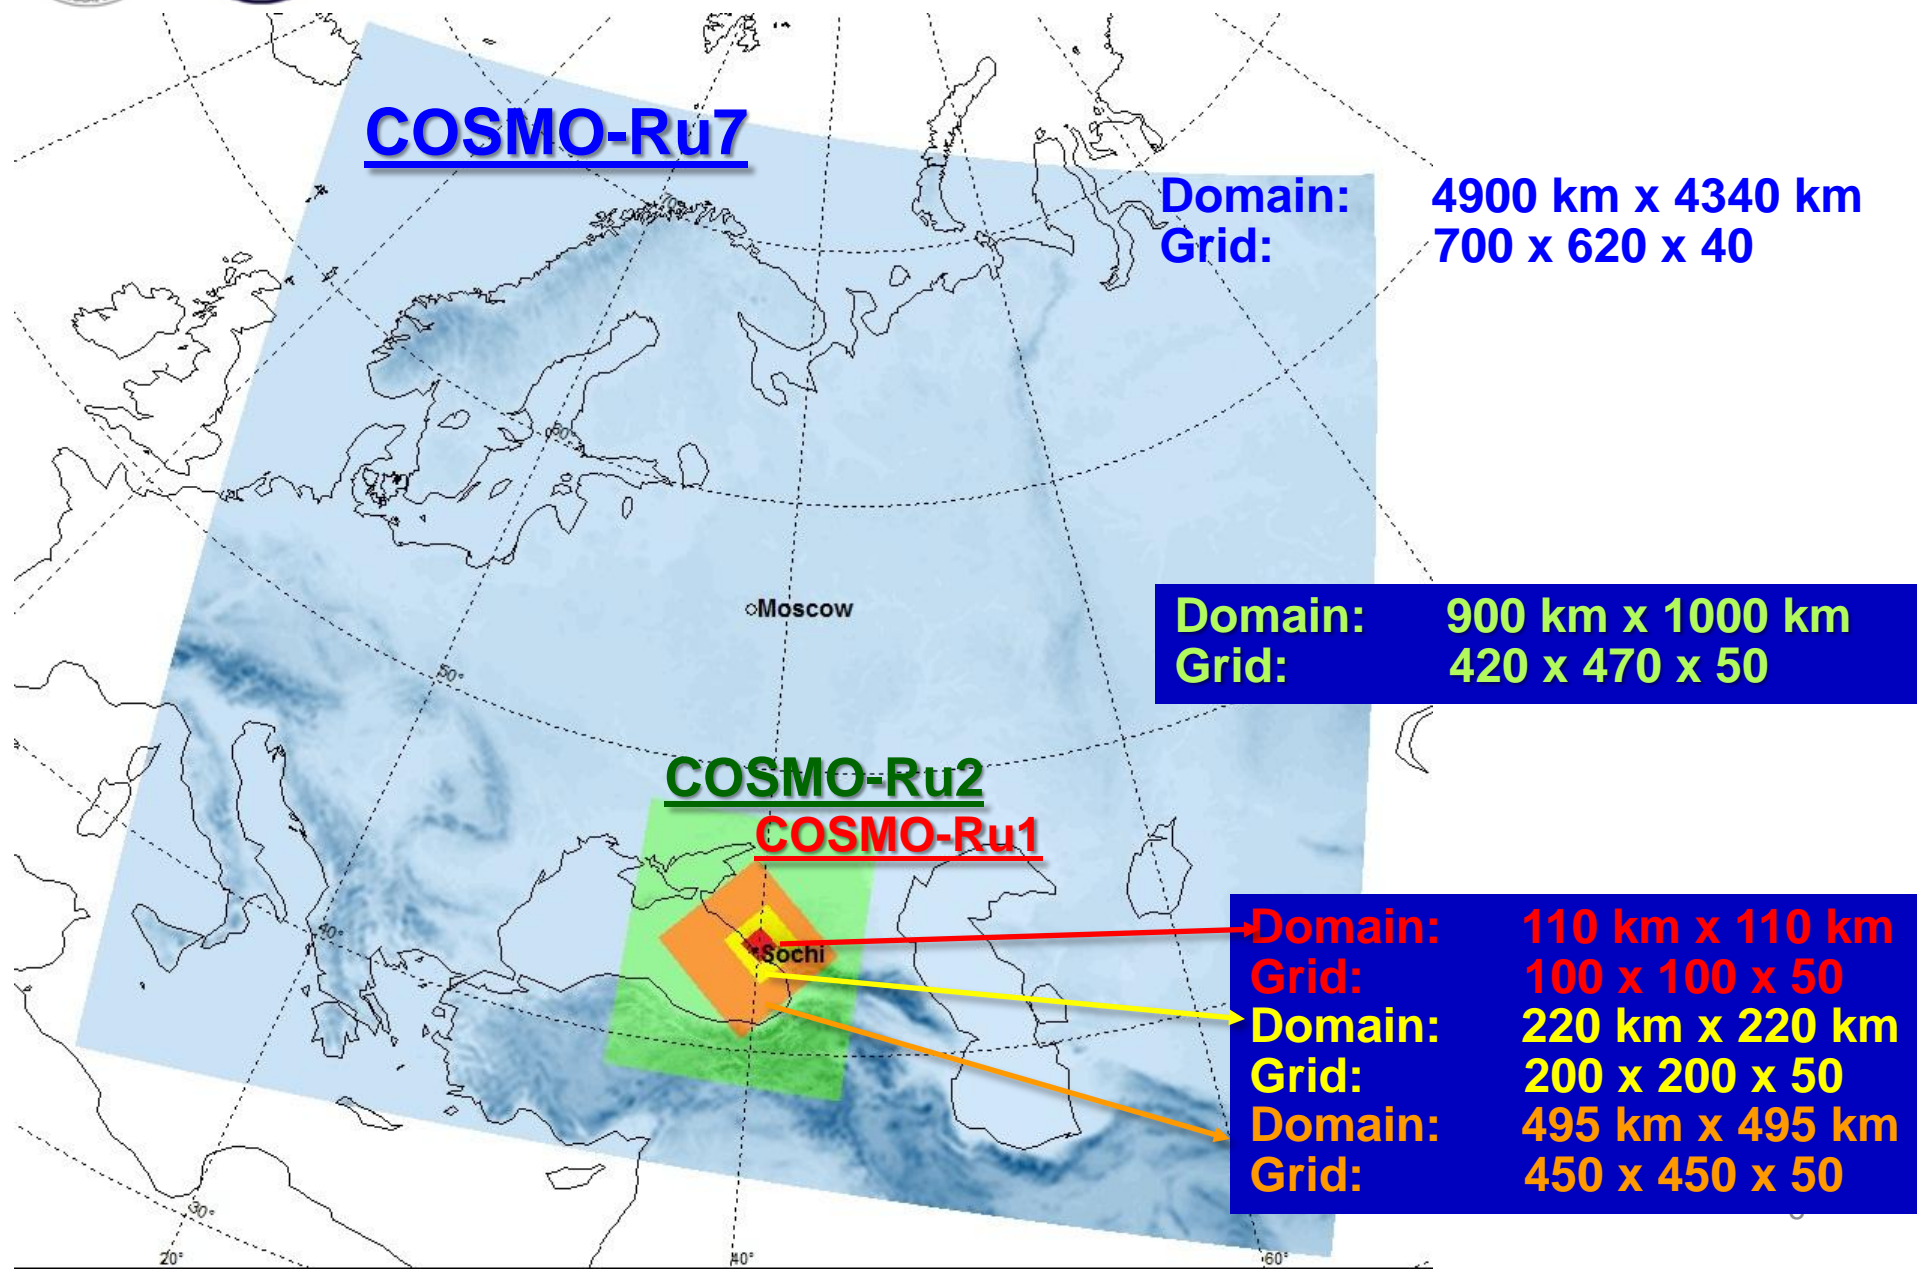 COSMO-Ru7
Domain: 4900 km x 4340 km
Grid: 700 x 620 x 40
50°
Moscow
Domain: 900 km x 1000 km
Grid: 420 x 470 x 50
COSMO-Ru2
COSMO-Ru1
40°
Sochi
Domain: 110 km x 110 km
Grid: 100 x 100 x 50
Domain: 220 km x 220 km
Grid: 200 x 200 x 50
Domain: 495 km x 495 km
Grid: 450 x 450 x 50
30°
20°
40°
60°